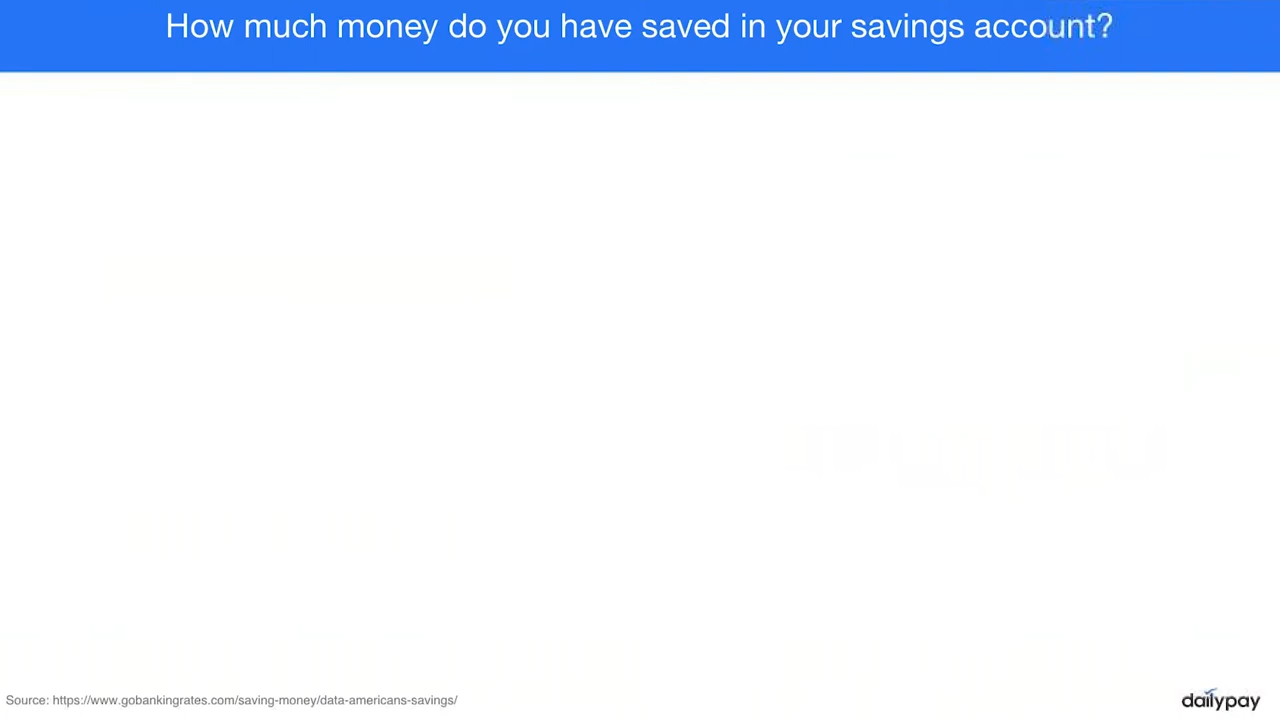 How much money do you have saved in your savings account?
Source: https://www.gobankingrates.com/saving-money/data-americans-savings/
dailypay